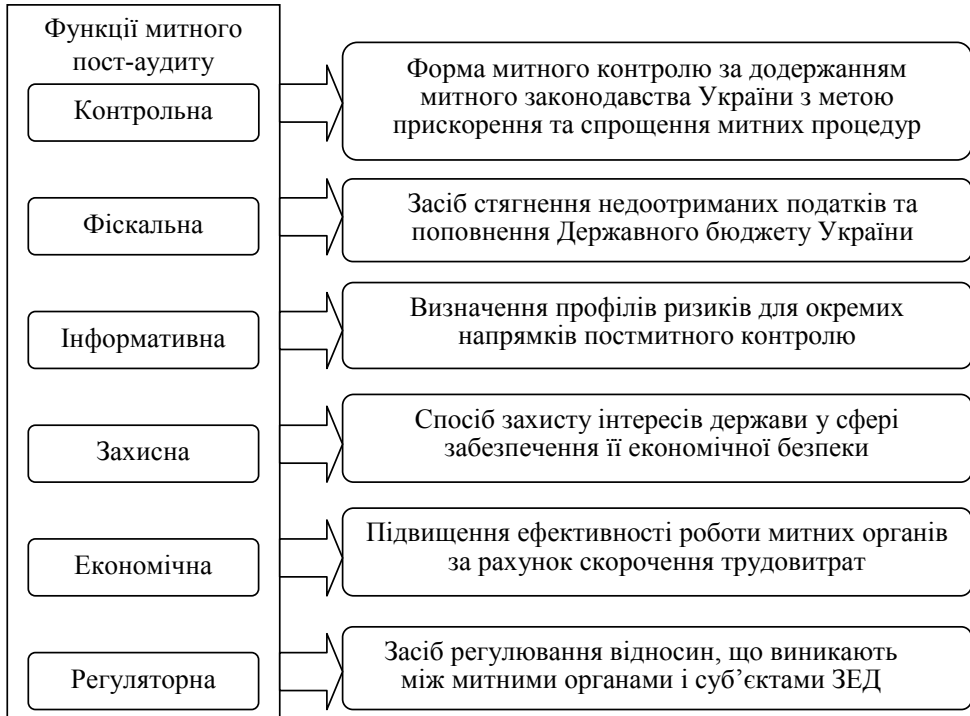 Функції митного
пост-аудиту
Контрольна
Форма митного контролю за додержанням
митного законодавства України з метою
прискорення та спрощення митних процедур
Фіскальна
Засіб стягнення недоотриманих податків та
поповнення Державного бюджету України
Інформативна
Визначення профілів ризиків для окремих
напрямків постмитного контролю
Захисна
Спосіб захисту інтересів держави у сфері
забезпечення її економічної безпеки
Економічна
Підвищення ефективності роботи митних органів
за рахунок скорочення трудовитрат
Регуляторна
Засіб регулювання відносин, що виникають
між митними органами і суб’єктами ЗЕД